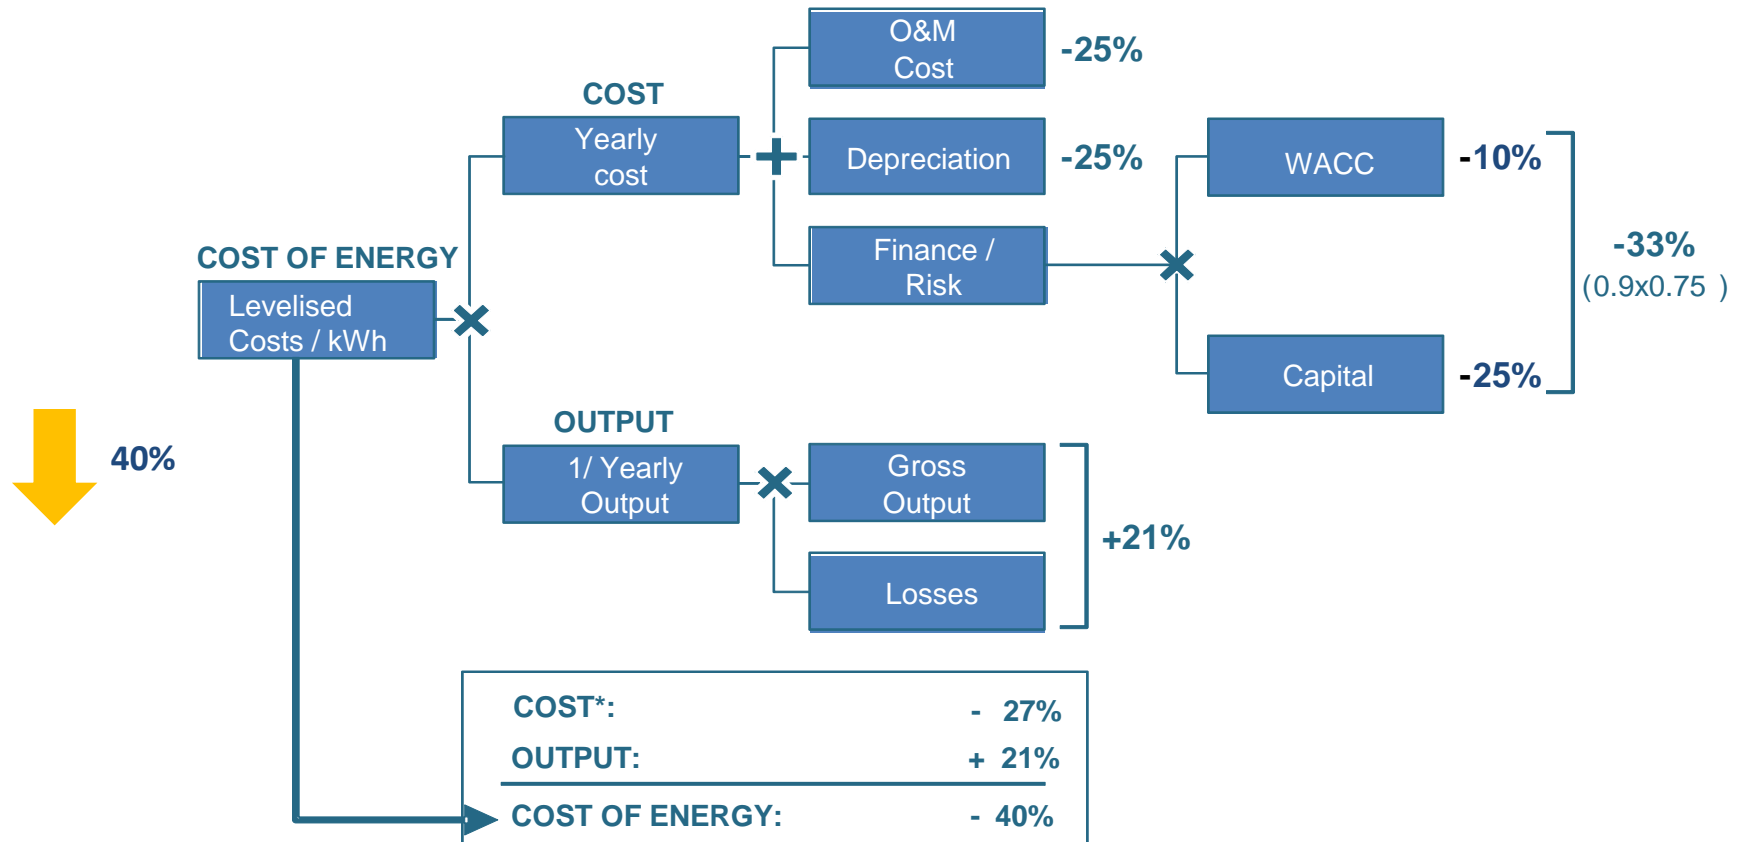 O&M
Cost
-25%
COST
Yearly
cost
Depreciation
-25%
WACC
-10%
Finance /
Risk
-33%
(0.9x0.75 )
COST OF ENERGY
Levelised
Costs / kWh
Capital
-25%
OUTPUT
40%
1/ Yearly
Output
Gross
Output
+21%
Losses
COST*: - 27%
OUTPUT: + 21%
COST OF ENERGY: - 40%